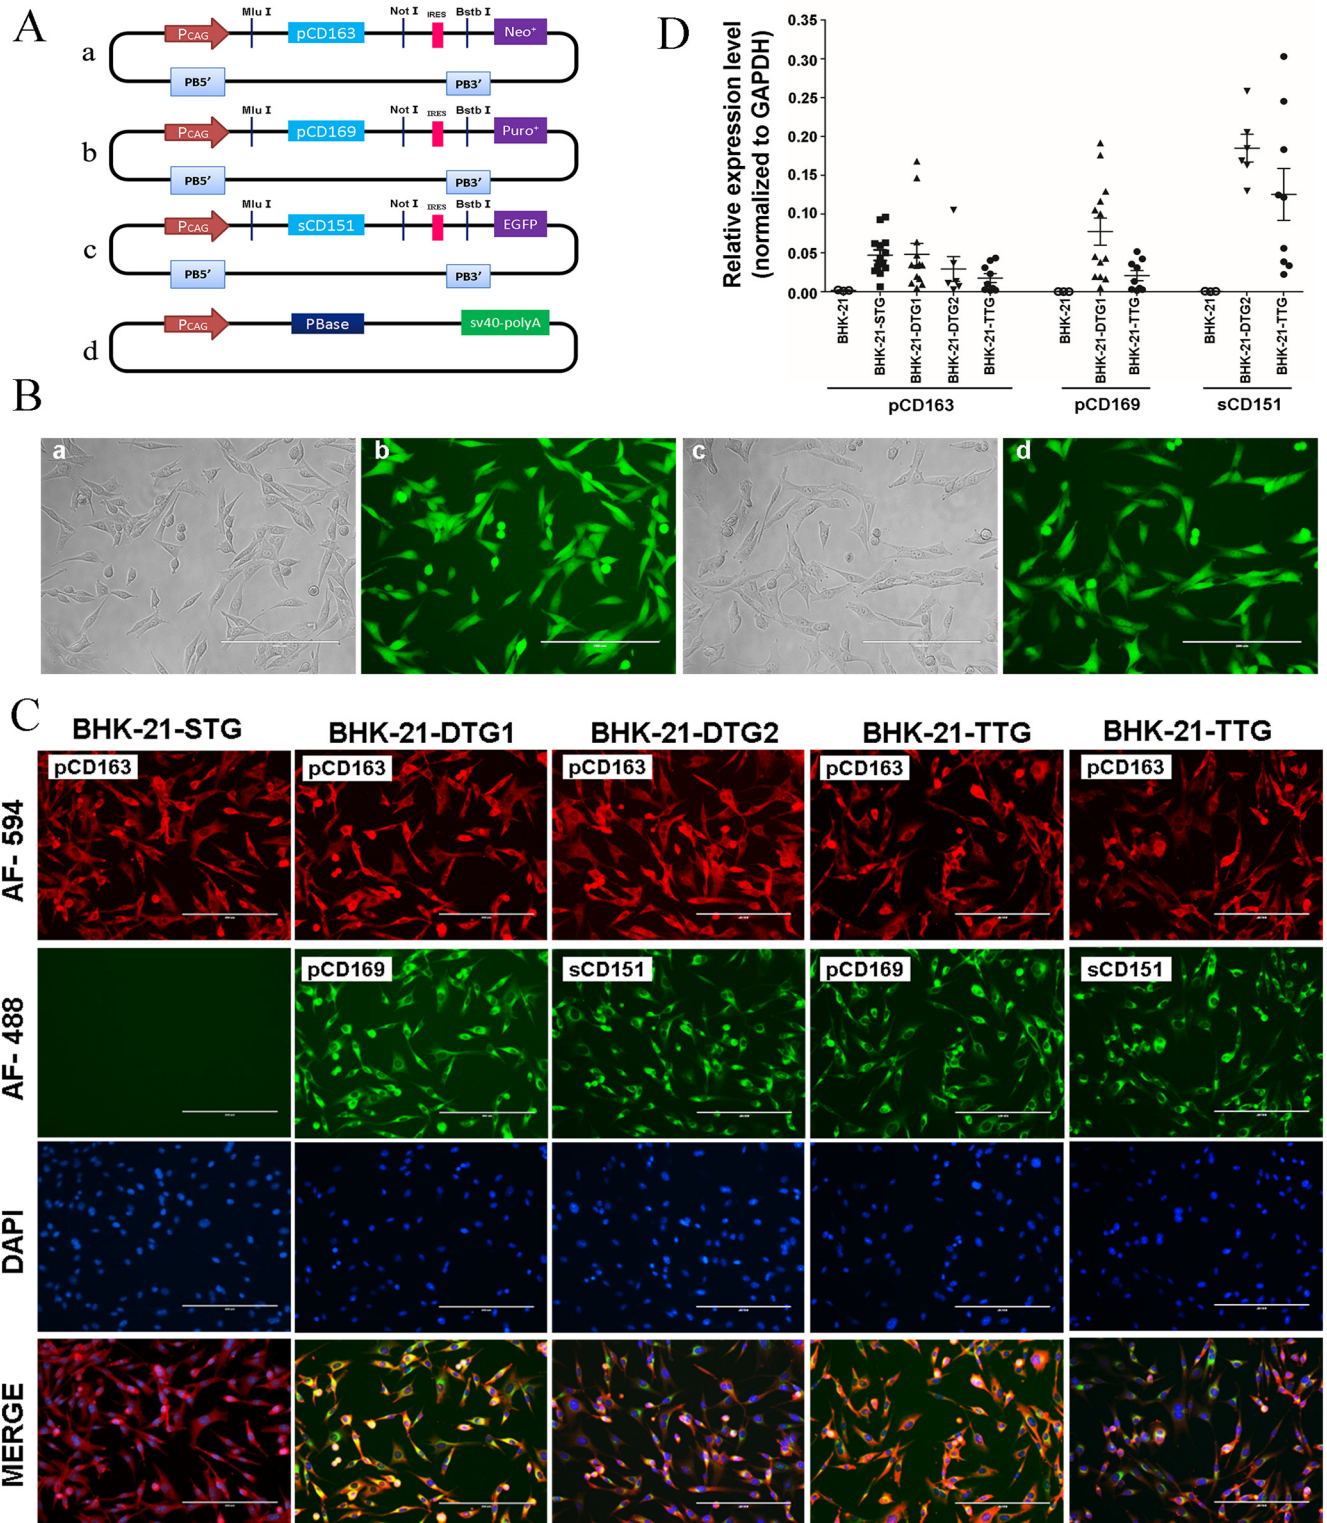 A
a
Mlu I
Not I
IRES
Bstb I
PCAG
pCD163
Neo+
PB5′
PB3′
b
Mlu I
Not I
IRES
Bstb I
PCAG
pCD169
Puro+
PB5′
PB3′
c
Mlu I
Not I
IRES
Bstb I
PCAG
sCD151
EGFP
PB5′
PB3′
d
PCAG
PBase
sv40-polyA
D
Relative expression level
(normalized to GAPDH)
0.35
0.30
0.25
0.20
0.15
0.10
0.05
0.00
BHK-21
BHK-21-STG
BHK-21-DTG1
BHK-21-DTG2
BHK-21-TTG
BHK-21
BHK-21-DTG1
BHK-21-TTG
BHK-21
BHK-21-DTG2
BHK-21-TTG
pCD163
pCD169
sCD151
B
a
b
c
d
C
BHK-21-STG
BHK-21-DTG1
BHK-21-DTG2
BHK-21-TTG
BHK-21-TTG
AF- 594
pCD163
pCD163
pCD163
pCD163
pCD163
AF- 488
pCD169
sCD151
pCD169
sCD151
DAPI
MERGE